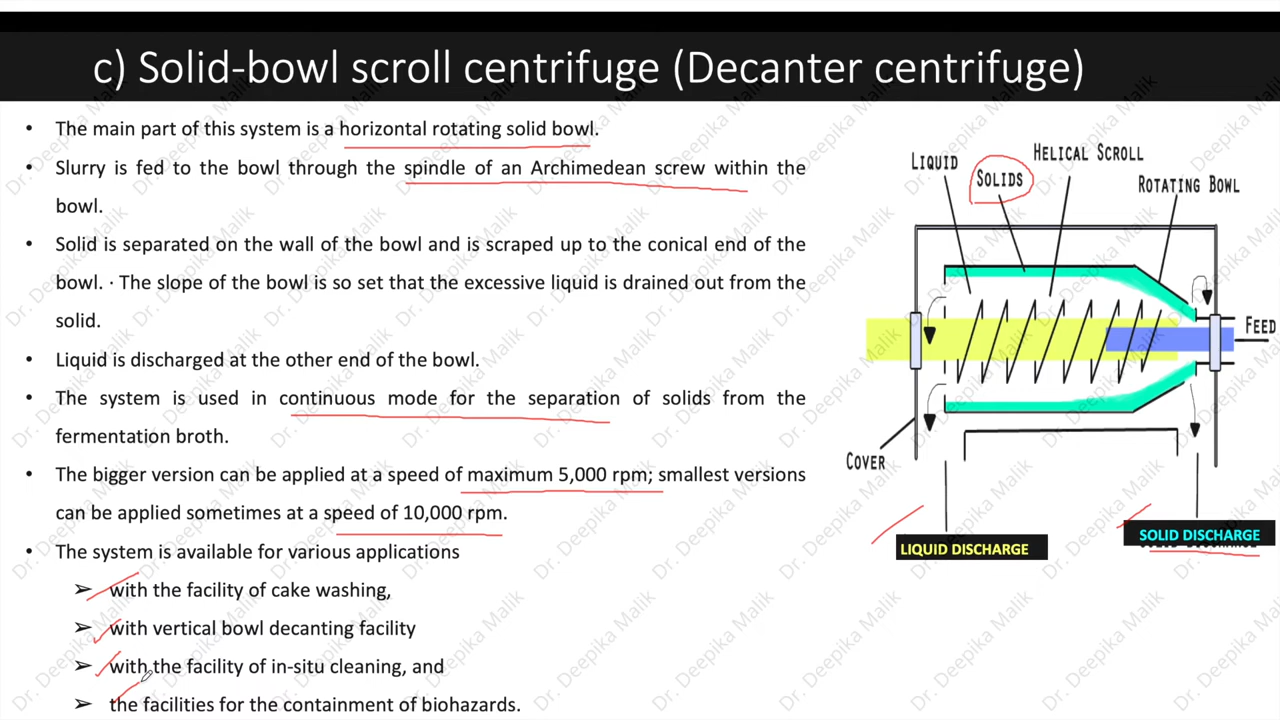 c) Solid-bowl scroll centrifuge (Decanter centrifuge)
• The main part of this system is a horizontal rotating solid bowl.
• Slurry is fed to the bowl through the spindle of an Archimedean screw within the
bowl.
• Solid is separated on the wall of the bowl and is scraped up to the conical end of the
bowl. · The slope of the bowl is so set that the excessive liquid is drained out from the
solid.
• Liquid is discharged at the other end of the bowl.
• The system is used in continuous mode for the separation of solids from the
fermentation broth.
• The bigger version can be applied at a speed of maximum 5,000 rpm; smallest versions
can be applied sometimes at a speed of 10,000 rpm.
• The system is available for various applications
➢ with the facility of cake washing,
➢ with vertical bowl decanting facility
➢ with the facility of in-situ cleaning, and
➢ the facilities for the containment of biohazards.
LIQUID
SOLIDS
HELICAL SCROLL
ROTATING BOWL
FEED
COVER
LIQUID DISCHARGE
SOLID DISCHARGE
Dr. Deepika Malik